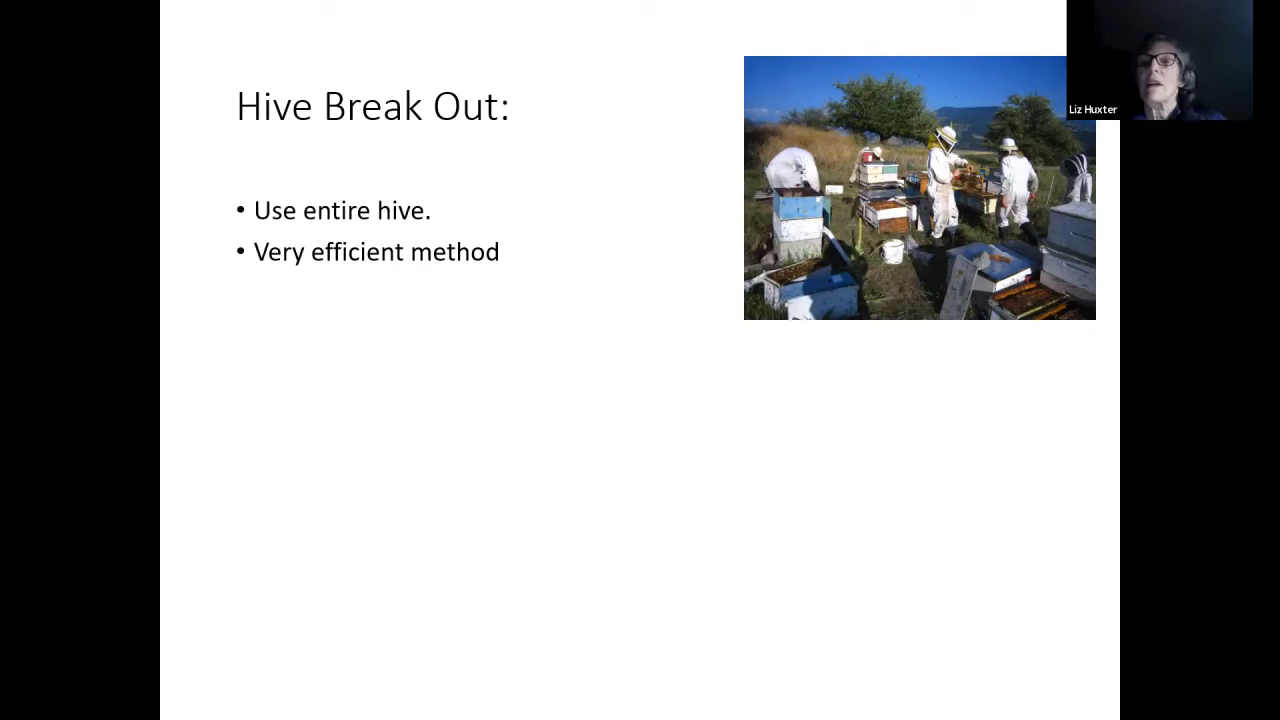 Hive Break Out:
• Use entire hive.
• Very efficient method
Liz Huxter